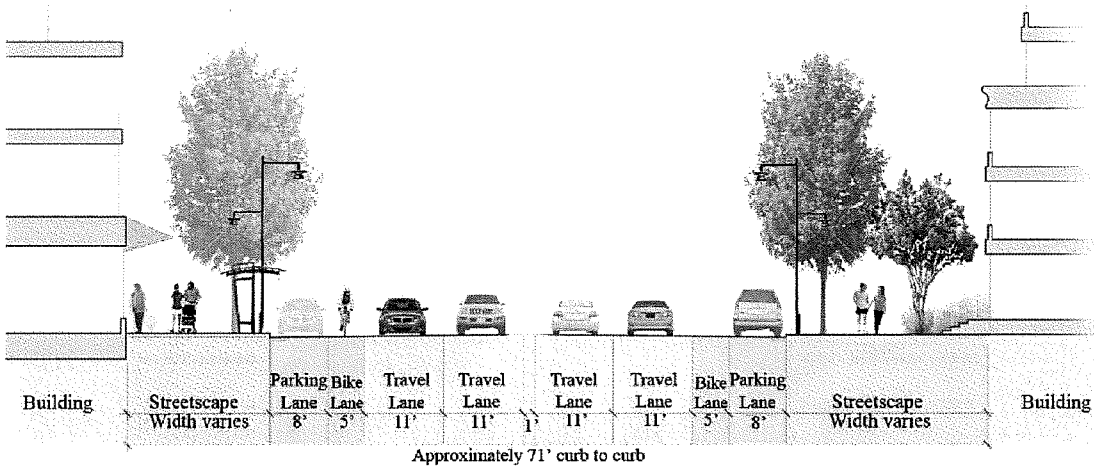 Building
Streetscape
Width varies
Parking
Lane
8'
Bike
Lane
5'
Travel
Lane
11'
Travel
Lane
11'
1'
Travel
Lane
11'
Travel
Lane
11'
Bike
Lane
5'
Parking
Lane
8'
Streetscape
Width varies
Building
Approximately 71' curb to curb